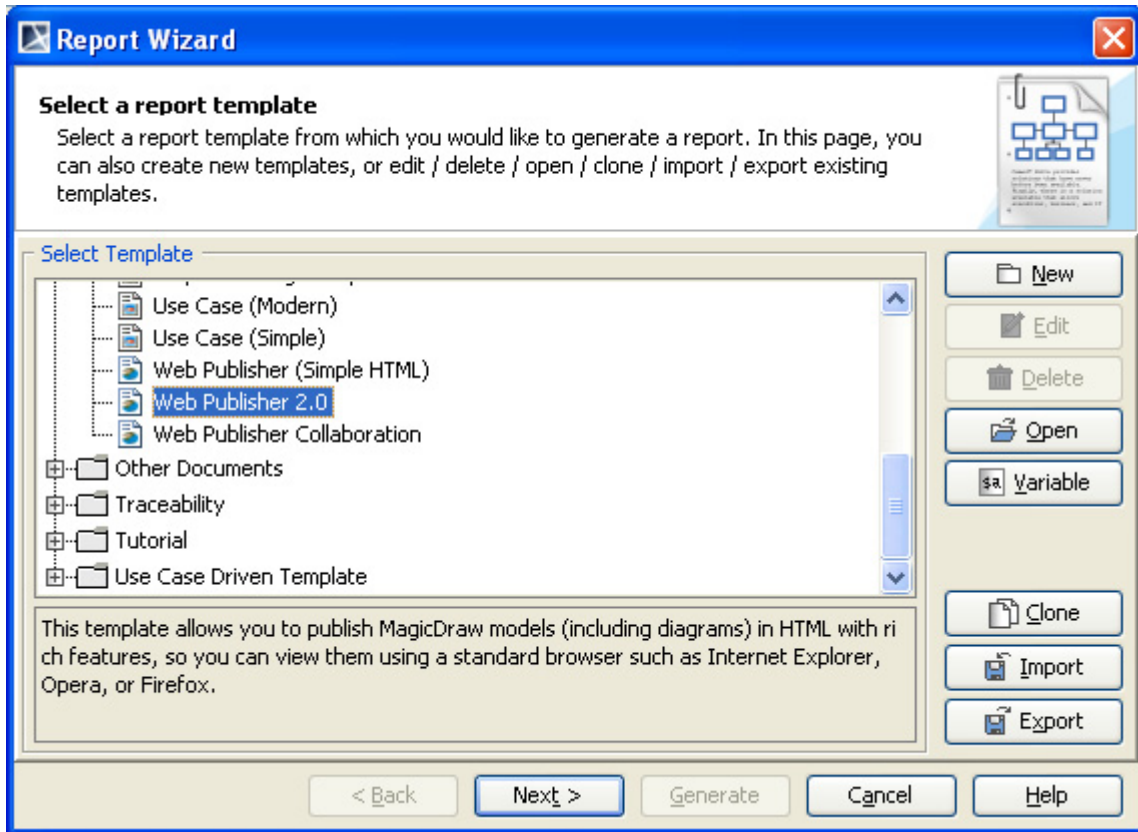 Report Wizard
Select a report template
Select a report template from which you would like to generate a report. In this page, you
can also create new templates, or edit / delete / open / clone / import / export existing
templates.
Select Template
Use Case (Modern)
Use Case (Simple)
Web Publisher (Simple HTML)
Web Publisher 2.0
Web Publisher Collaboration
Other Documents
Traceability
Tutorial
Use Case Driven Template
New
Edit
Delete
Open
$a Variable
Clone
Import
Export
This template allows you to publish MagicDraw models (including diagrams) in HTML with ri
ch features, so you can view them using a standard browser such as Internet Explorer,
Opera, or Firefox.
< Back
Next >
Generate
Cancel
Help